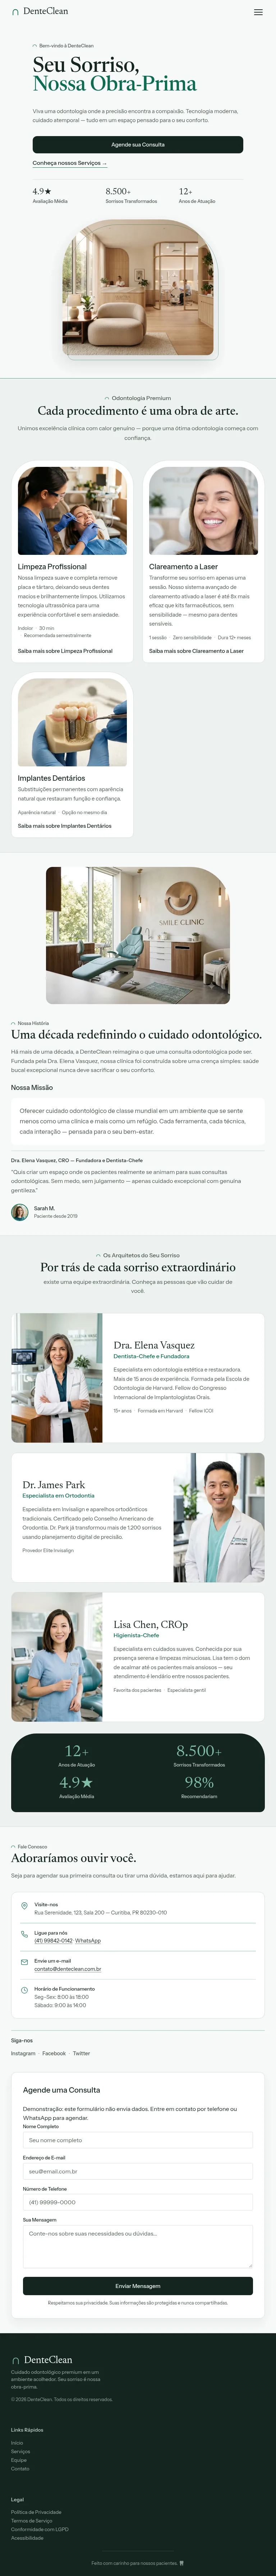 DenteClean
Bem-vindo à DenteClean
Seu Sorriso,
Nossa Obra-Prima
Viva uma odontologia onde a precisão encontra a compaixão. Tecnologia moderna,
cuidado atemporal — tudo em um espaço pensado para o seu conforto.
Agende sua Consulta
Conheça nossos Serviços →
4.9★
8.500+
12+
Avaliação Média
Sorrisos Transformados
Anos de Atuação
Odontologia Premium
Cada procedimento é uma obra de arte.
Unimos excelência clínica com calor genuíno — porque uma ótima odontologia começa com
confiança.
Limpeza Profissional
Nossa limpeza suave e completa remove
placa e tártaro, deixando seus dentes
macios e brilhantemente limpos. Utilizamos
tecnologia ultrassônica para uma
experiência confortável e sem ansiedade.
Indolor
30 min
Recomendada semestralmente
Saiba mais sobre Limpeza Profissional
Clareamento a Laser
Transforme seu sorriso em apenas uma
sessão. Nosso sistema avançado de
clareamento ativado a laser é até 8x mais
eficaz que kits farmacêuticos, sem
sensibilidade — mesmo para dentes
sensíveis.
1 sessão
Zero sensibilidade
Dura 12+ meses
Saiba mais sobre Clareamento a Laser
Implantes Dentários
Substituições permanentes com aparência
natural que restauram função e confiança.
Aparência natural
Opção no mesmo dia
Saiba mais sobre Implantes Dentários
SMILE CLINIC
Nossa História
Uma década redefinindo o cuidado odontológico.
Há mais de uma década, a DenteClean reimagina o que uma consulta odontológica pode ser.
Fundada pela Dra. Elena Vasquez, nossa clínica foi construída sobre uma crença simples: saúde
bucal excepcional nunca deve sacrificar o seu conforto.
Nossa Missão
Oferecer cuidado odontológico de classe mundial em um ambiente que se sente
menos como uma clínica e mais como um refúgio. Cada ferramenta, cada técnica,
cada interação — pensada para o seu bem-estar.
Dra. Elena Vasquez, CRO — Fundadora e Dentista-Chefe
"Quis criar um espaço onde os pacientes realmente se animam para suas consultas
odontológicas. Sem medo, sem julgamento — apenas cuidado excepcional com genuína
gentileza."
Sarah M.
Paciente desde 2019
Os Arquitetos do Seu Sorriso
Por trás de cada sorriso extraordinário
existe uma equipe extraordinária. Conheça as pessoas que vão cuidar de
você.
Dra. Elena Vasquez
Dentista-Chefe e Fundadora
Especialista em odontologia estética e restauradora.
Mais de 15 anos de experiência. Formada pela Escola de
Odontologia de Harvard. Fellow do Congresso
Internacional de Implantodologistas Orais.
15+ anos
Formada em Harvard
Fellow ICOI
Dr. James Park
Especialista em Ortodontia
Especialista em Invisalign e aparelhos ortodônticos
tradicionais. Certificado pelo Conselho Americano de
Ortodontia. Dr. Park já transformou mais de 1.200 sorrisos
usando planejamento digital de precisão.
Provedor Elite Invisalign
Lisa Chen, CROp
Higienista-Chefe
Especialista em cuidados suaves. Conhecida por sua
presença serena e limpezas minuciosas. Lisa tem o dom
de acalmar até os pacientes mais ansiosos — seu
atendimento é lendário entre nossos pacientes.
Favorita dos pacientes
Especialista gentil
12+
8.500+
Anos de Atuação
Sorrisos Transformados
4.9★
98%
Avaliação Média
Recomendariam
Fale Conosco
Adoraríamos ouvir você.
Seja para agendar sua primeira consulta ou tirar uma dúvida, estamos aqui para ajudar.
Visite-nos
Rua Serenidade, 123, Sala 200 — Curitiba, PR 80230-010
Ligue para nós
(41) 99842-0142 · WhatsApp
Envie um e-mail
contato@denteclean.com.br
Horário de Funcionamento
Seg–Sex: 8:00 às 18:00
Sábado: 8:00 às 14:00
Siga-nos
Instagram · Facebook · Twitter
Agende uma Consulta
Demonstração: este formulário não envia dados. Entre em contato por telefone ou
WhatsApp para agendar.
Nome Completo
Seu nome completo
Endereço de E-mail
seu@email.com.br
Número de Telefone
(41) 99999-0000
Sua Mensagem
Conte-nos sobre suas necessidades ou dúvidas...
Enviar Mensagem
Respeitamos sua privacidade. Suas informações são protegidas e nunca compartilhadas.
DenteClean
Cuidado odontológico premium em um
ambiente acolhedor. Seu sorriso é nossa
obra-prima.
© 2026 DenteClean. Todos os direitos reservados.
Links Rápidos
Início
Serviços
Equipe
Contato
Legal
Política de Privacidade
Termos de Serviço
Conformidade com LGPD
Acessibilidade
Feito com carinho para nossos pacientes. 🦷